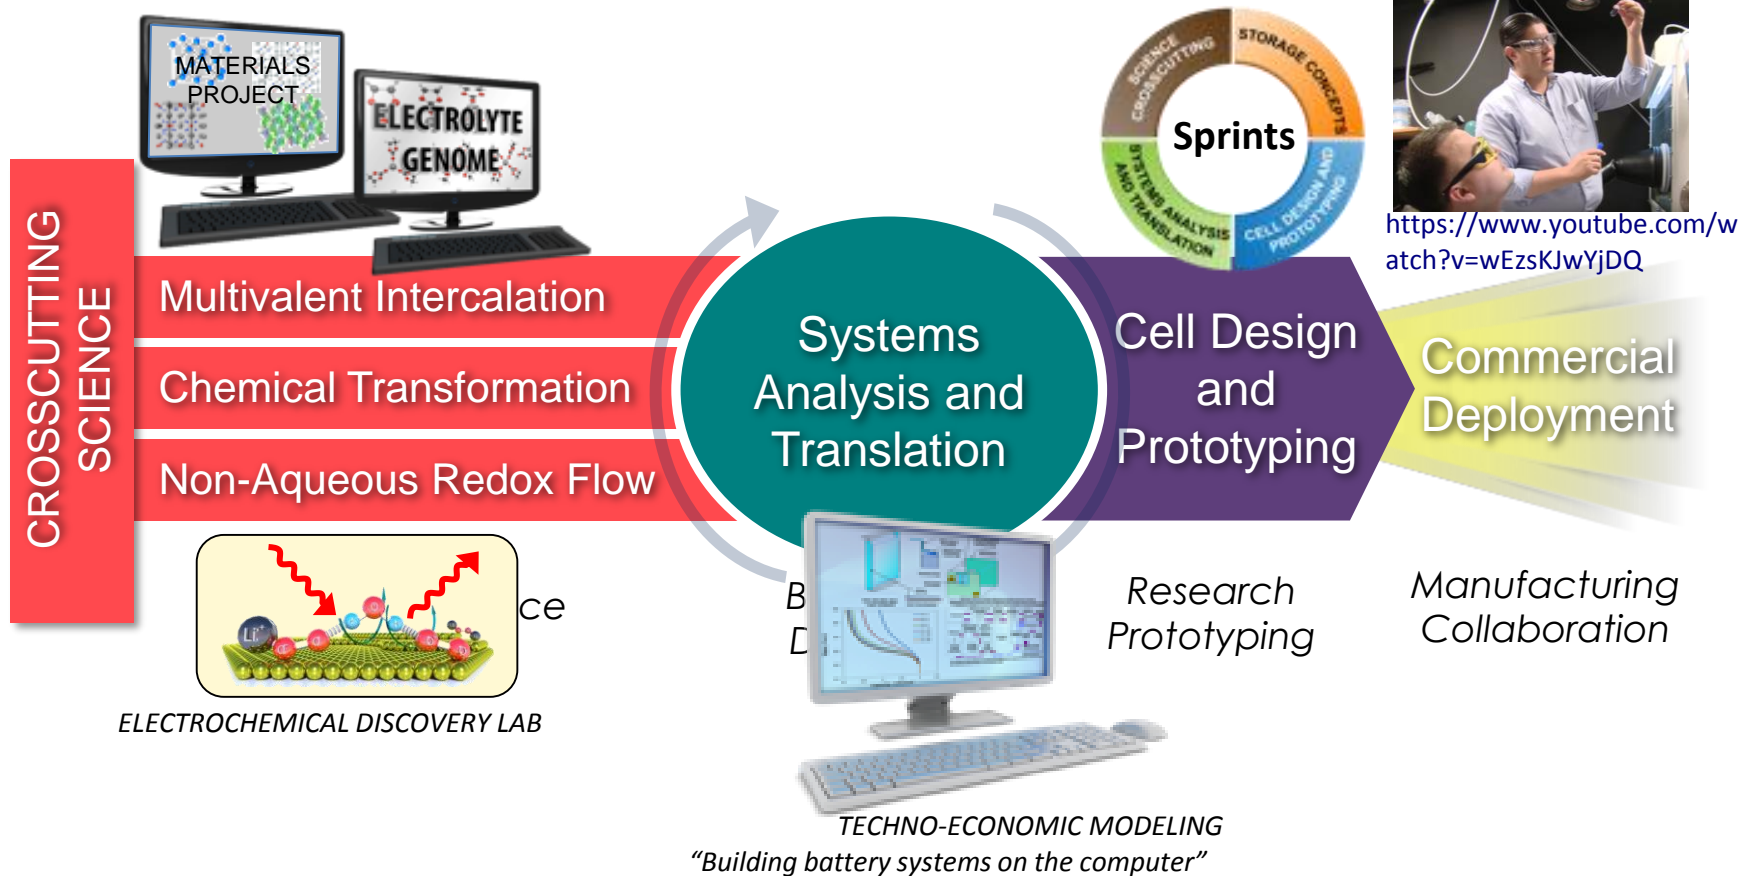 MATERIALS
PROJECT
ELECTROLYTE
GENOME
SCIENCE
CROSSCUTTING
STORAGE CONCEPTS
Sprints
SYSTEMS ANALYSIS
AND TRANSLATION
CELL DESIGN AND
PROTOTYPING
https://www.youtube.com/w
atch?v=wEzsKJwYjDQ
CROSSCUTTING
SCIENCE
Multivalent Intercalation
Chemical Transformation
Non-Aqueous Redox Flow
Systems
Analysis and
Translation
Cell Design
and
Prototyping
Commercial
Deployment
Li+
ce
B
D
Research
Prototyping
Manufacturing
Collaboration
ELECTROCHEMICAL DISCOVERY LAB
TECHNO-ECONOMIC MODELING
“Building battery systems on the computer”